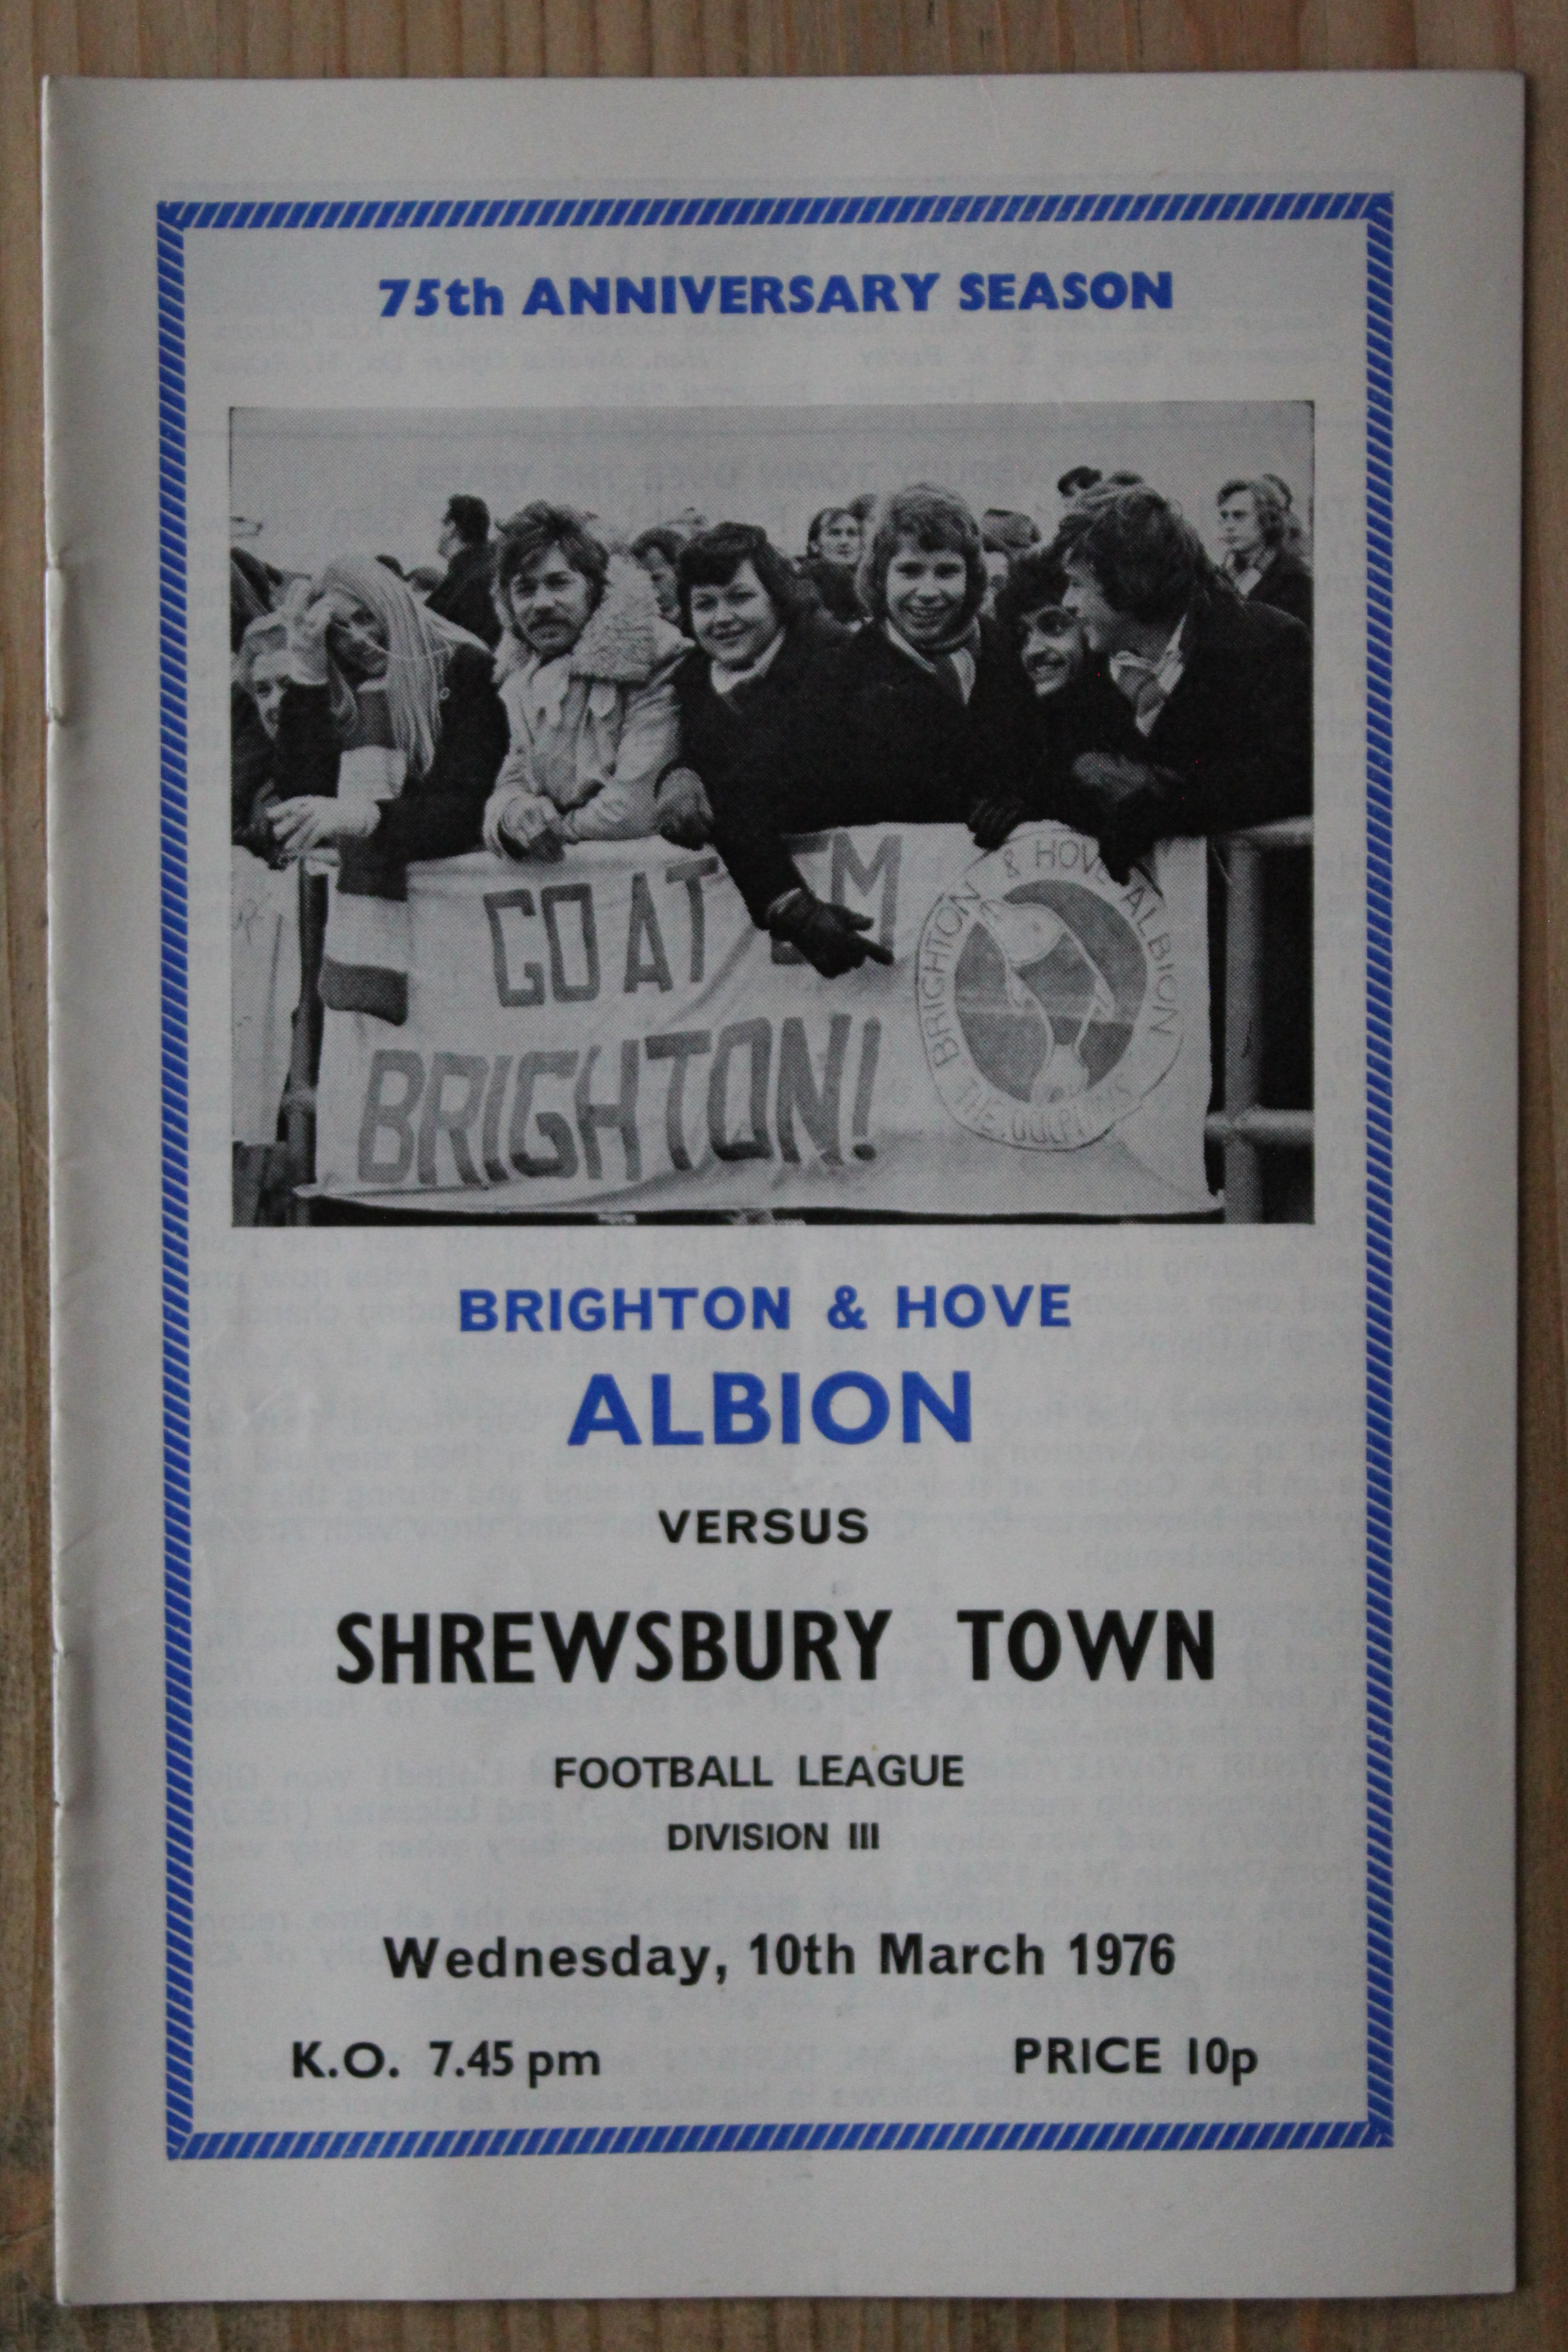 75th ANNIVERSARY SEASON
GO AT EM
BRIGHTON!
BRIGHTON & HOVE ALBION
THE DOLPHINS
BRIGHTON & HOVE
ALBION
VERSUS
SHREWSBURY TOWN
FOOTBALL LEAGUE
DIVISION III
Wednesday, 10th March 1976
K.O. 7.45 pm PRICE 10p